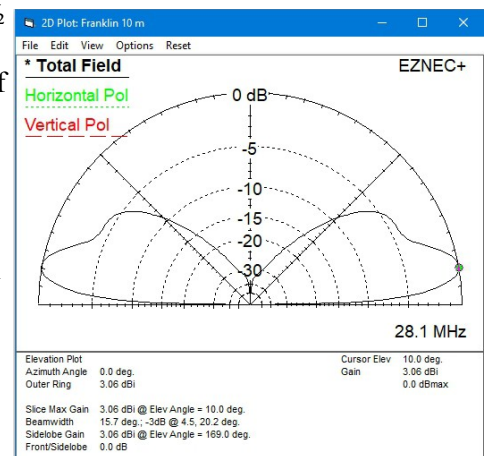 ½
f
2D Plot: Franklin 10 m
File Edit View Options Reset
* Total Field
EZNEC+
Horizontal Pol
Vertical Pol
0 dB
-5
-10
-15
-20
-30
28.1 MHz
Elevation Plot
Cursor Elev 10.0 deg.
Azimuth Angle 0.0 deg.
Gain 3.06 dBi
Outer Ring 3.06 dBi
0.0 dBmax
Slice Max Gain 3.06 dBi @ Elev Angle = 10.0 deg.
Beamwidth 15.7 deg.; -3dB @ 4.5, 20.2 deg.
Sidelobe Gain 3.06 dBi @ Elev Angle = 169.0 deg.
Front/Sidelobe 0.0 dB